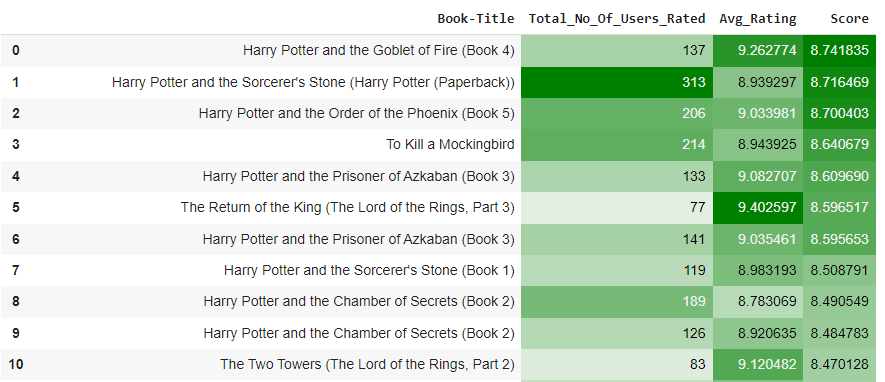 Book-Title Total_No_Of_Users_Rated Avg_Rating Score
0 Harry Potter and the Goblet of Fire (Book 4) 137 9.262774 8.741835
1 Harry Potter and the Sorcerer's Stone (Harry Potter (Paperback)) 313 8.939297 8.716469
2 Harry Potter and the Order of the Phoenix (Book 5) 206 9.033981 8.700403
3 To Kill a Mockingbird 214 8.943925 8.640679
4 Harry Potter and the Prisoner of Azkaban (Book 3) 133 9.082707 8.609690
5 The Return of the King (The Lord of the Rings, Part 3) 77 9.402597 8.596517
6 Harry Potter and the Prisoner of Azkaban (Book 3) 141 9.035461 8.595653
7 Harry Potter and the Sorcerer's Stone (Book 1) 119 8.983193 8.508791
8 Harry Potter and the Chamber of Secrets (Book 2) 189 8.783069 8.490549
9 Harry Potter and the Chamber of Secrets (Book 2) 126 8.920635 8.484783
10 The Two Towers (The Lord of the Rings, Part 2) 83 9.120482 8.470128